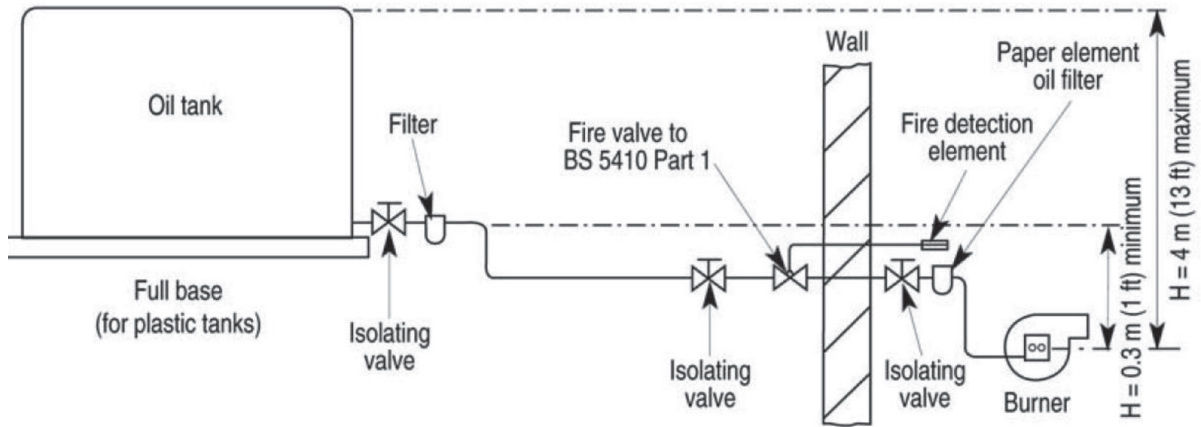 Oil tank
Full base
(for plastic tanks)
Filter
Isolating
valve
Fire valve to
BS 5410 Part 1
Isolating
valve
Wall
Fire detection
element
Paper element
oil filter
Isolating
valve
Burner
H = 0.3 m (1 ft) minimum
H = 4 m (13 ft) maximum